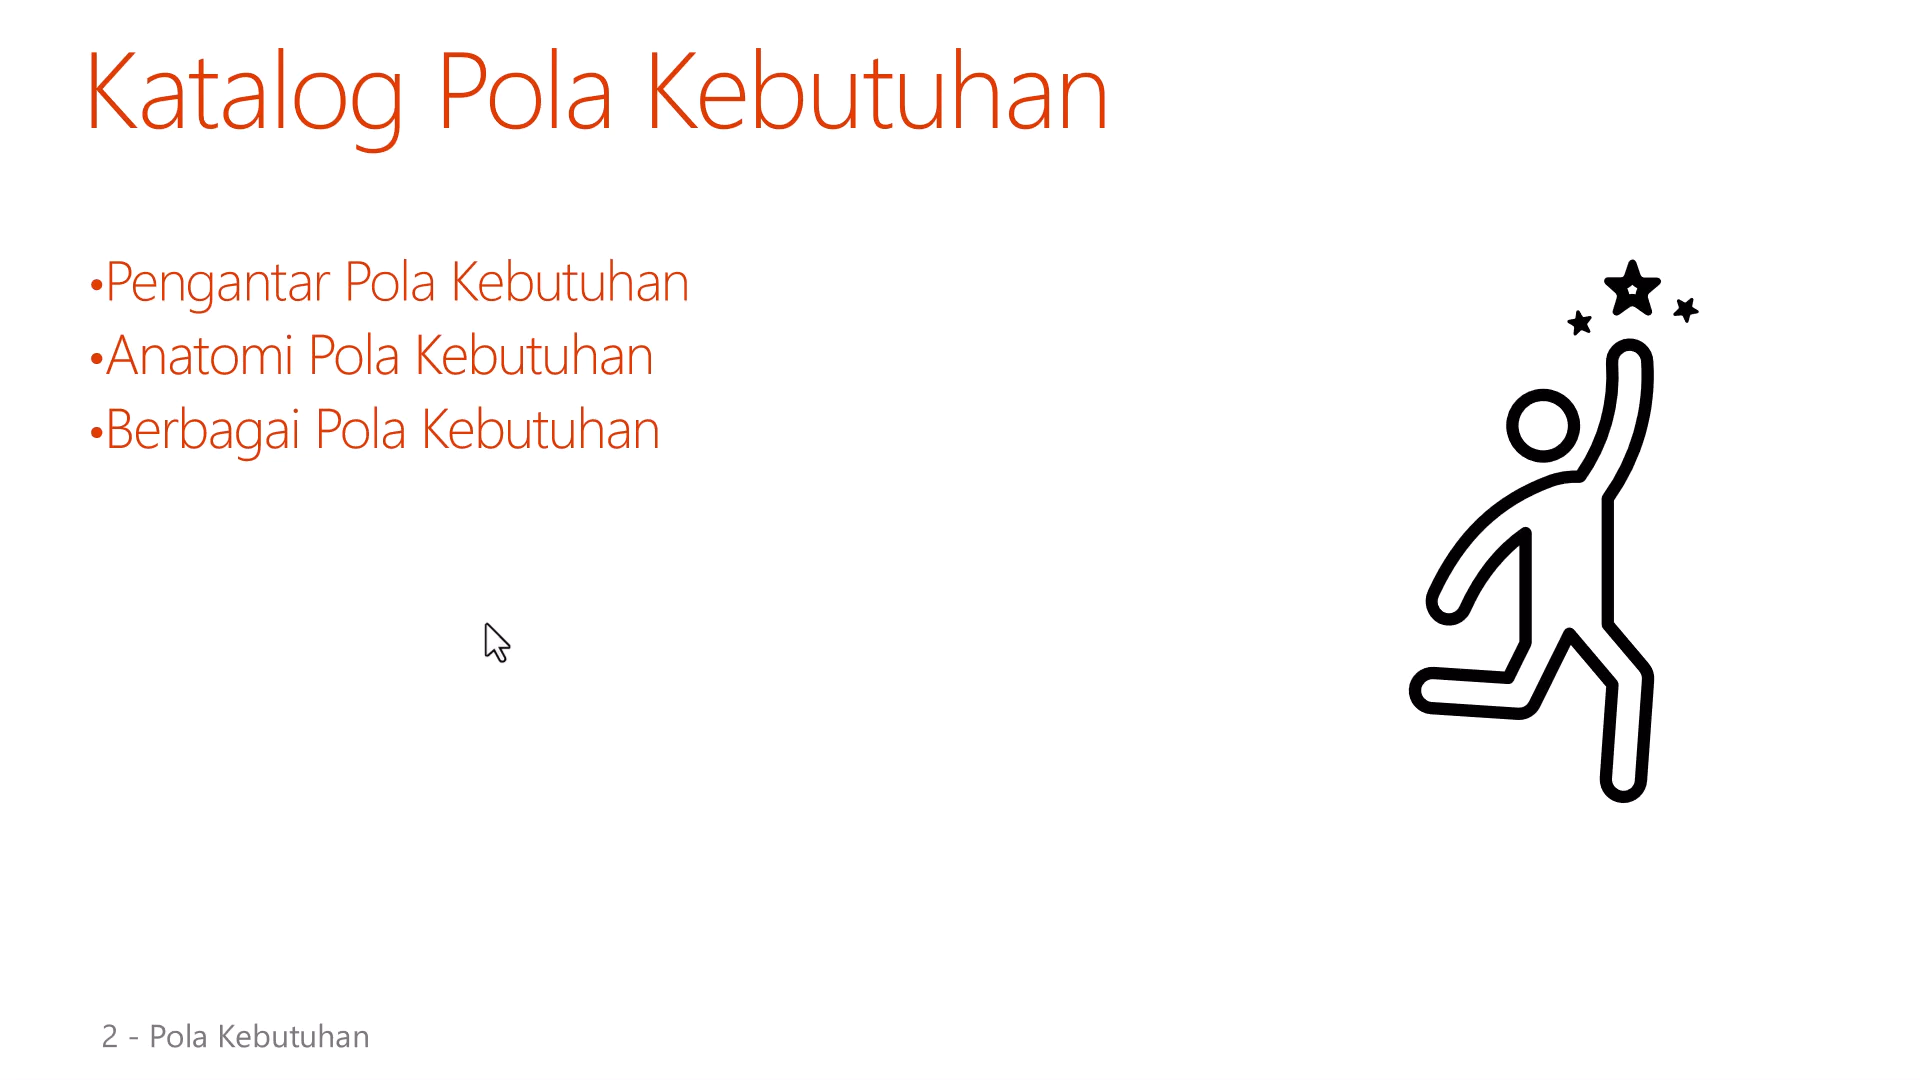 Katalog Pola Kebutuhan
•Pengantar Pola Kebutuhan
•Anatomi Pola Kebutuhan
•Berbagai Pola Kebutuhan
2 - Pola Kebutuhan